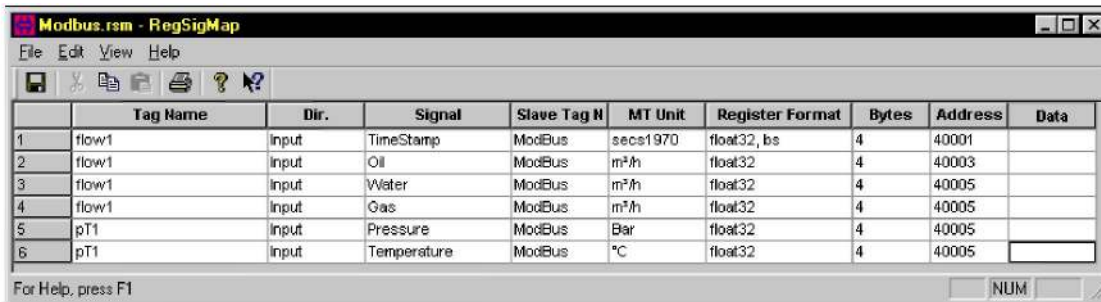 Modbus.rsm - RegSigMap
File Edit View Help
Tag Name Dir. Signal Slave Tag N MT Unit Register Format Bytes Address Data
1 flow1 Input TimeStamp ModBus secs1970 float32, bs 4 40001
2 flow1 Input Oil ModBus m³/h float32 4 40003
3 flow1 Input Water ModBus m³/h float32 4 40005
4 flow1 Input Gas ModBus m³/h float32 4 40005
5 pT1 Input Pressure ModBus Bar float32 4 40005
6 pT1 Input Temperature ModBus °C float32 4 40005
For Help, press F1 NUM